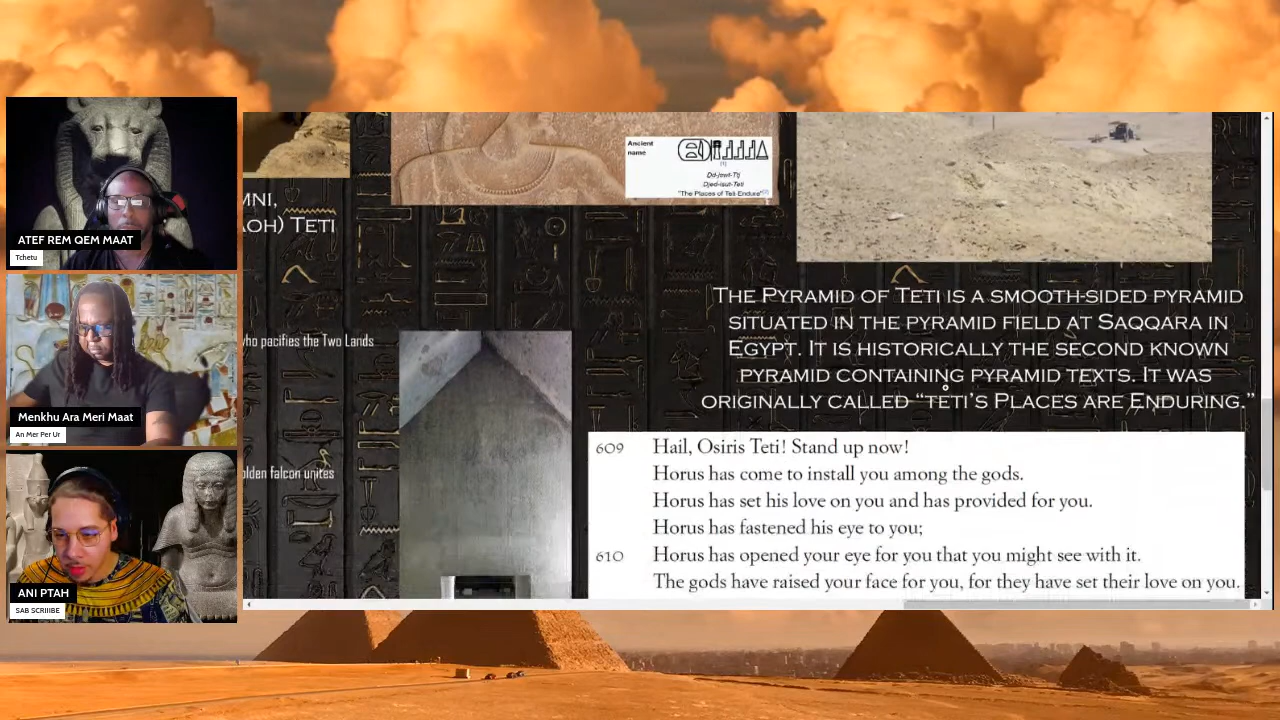 ATEF REM QEM MAAT
Tchetu
Menkhu Ara Meri Maat
An Mer Per Ur
ANI PTAH
SAB SCRIIIBE
Ancient
name
[1]
Dd-jswt-Ttj
Djed-isut-Teti
"The Places of Teti Endure"[2]
MNI,
OH) TETI
who pacifies the Two Lands
olden falcon unites
THE PYRAMID OF TETI IS A SMOOTH-SIDED PYRAMID
SITUATED IN THE PYRAMID FIELD AT SAQQARA IN
EGYPT. IT IS HISTORICALLY THE SECOND KNOWN
PYRAMID CONTAINING PYRAMID TEXTS. IT WAS
ORIGINALLY CALLED “TETI’S PLACES ARE ENDURING.”
609 Hail, Osiris Teti! Stand up now!
Horus has come to install you among the gods.
Horus has set his love on you and has provided for you.
Horus has fastened his eye to you;
610 Horus has opened your eye for you that you might see with it.
The gods have raised your face for you, for they have set their love on you.